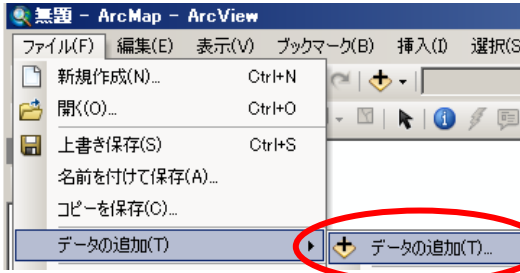 無題 - ArcMap - ArcView
ファイル(F) 編集(E) 表示(V) ブックマーク(B) 挿入(I) 選択(S
新規作成(N)... Ctrl+N
開く(O)... Ctrl+O
上書き保存(S) Ctrl+S
名前を付けて保存(A)...
コピーを保存(C)...
データの追加(T)
データの追加(T)...